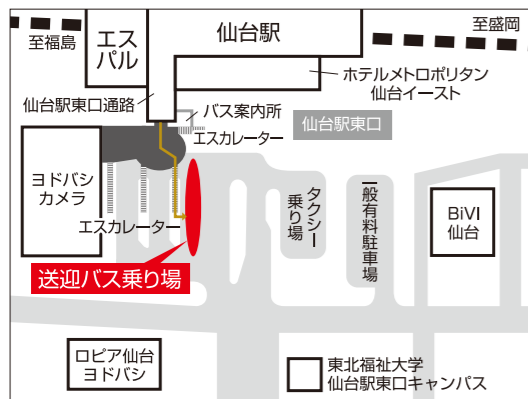 至福島
エス
パル
仙台駅
至盛岡
ホテルメトロポリタン
仙台イースト
仙台駅東口通路
バス案内所
エスカレーター
仙台駅東口
ヨドバシ
カメラ
エスカレーター
タクシー
乗り場
一般有料駐車場
BiVi
仙台
送迎バス乗り場
ロピア仙台
ヨドバシ
東北福祉大学
仙台駅東口キャンパス